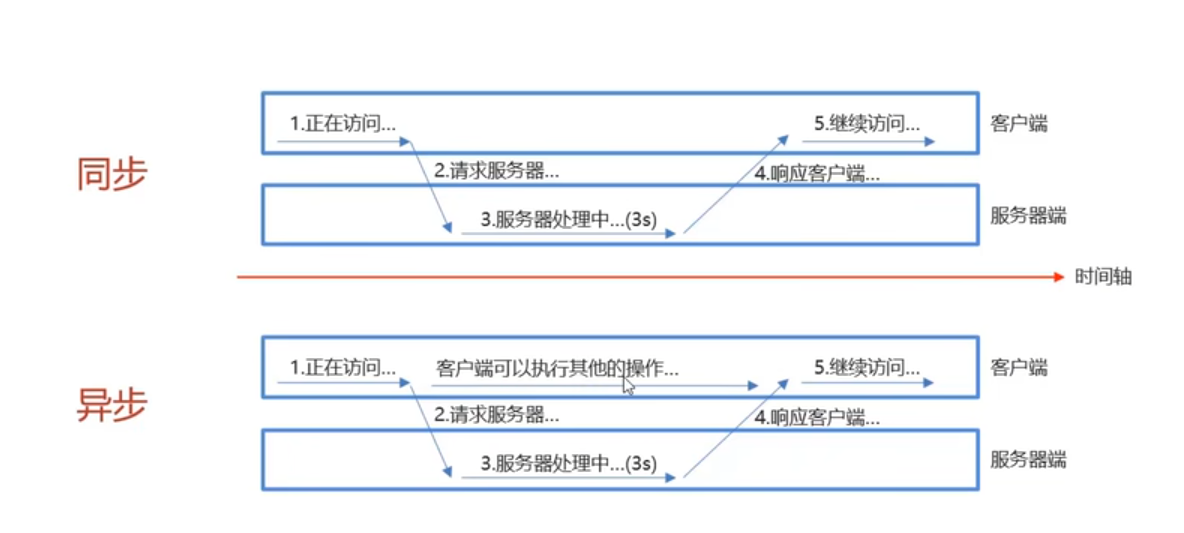 同步
1.正在访问...
5.继续访问...
客户端
2.请求服务器...
4.响应客户端...
3.服务器处理中...(3s)
服务器端
时间轴
异步
1.正在访问...
客户端可以执行其他的操作...
5.继续访问...
客户端
2.请求服务器...
4.响应客户端...
3.服务器处理中...(3s)
服务器端